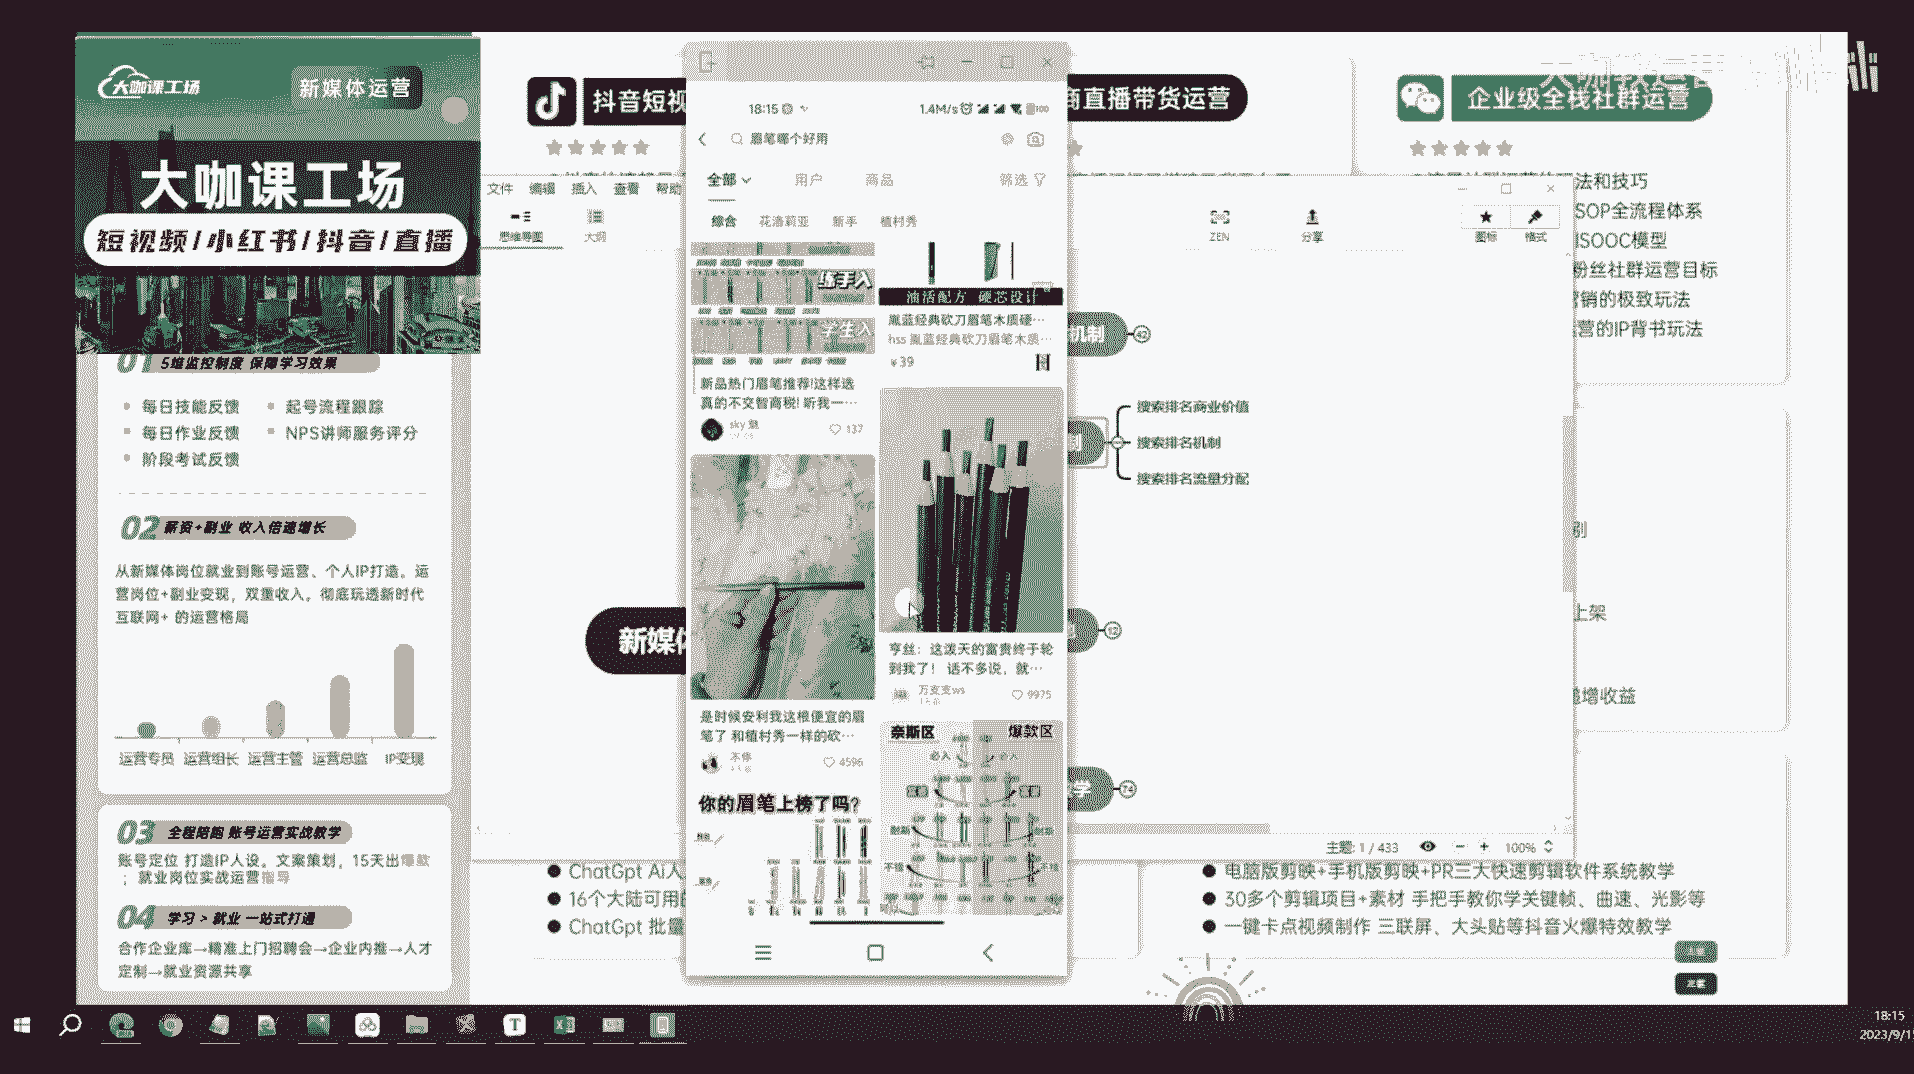 大咖课工场
新媒体运营
大咖课工场
短视频/小红书/抖音/直播
01 5维监控制度 保障学习效果
每日技能反馈
起号流程跟踪
每日作业反馈
NPS讲师服务评分
阶段考试反馈
02 薪资+副业 收入倍速增长
从新媒体岗位就业到账号运营、个人IP打造。运
营岗位+副业变现，双重收入。彻底玩透新时代
互联网+ 的运营格局
运营专员 运营组长 运营主管 运营总监 IP变现
03 全程陪跑 账号运营实战教学
账号定位 打造IP人设。文案策划，15天出爆款
；就业岗位实战运营指导
04 学习 > 就业 一站式打通
合作企业库→精准上门招聘会→企业内推→人才
定制→就业资源共享
抖音短视
商直播带货运营
企业级全栈社群运营
法和技巧
SOP全流程体系
ISOOC模型
粉丝社群运营目标
营销的极致玩法
营的IP背书玩法
文件 编辑 插入 查看 帮助
思维导图
大纲
ZEN
分享
图标
格式
机制
42
搜索排名商业价值
搜索排名机制
搜索排名流量分配
新媒体
12
学
74
上架
增收益
主题: 1 / 433
100%
18:15
1.4M/s
100
眉笔哪个好用
全部
用户
商品
筛选
综合
花洛莉亚
新手
植村秀
练手入
学生入
新品热门眉笔推荐!这样选
真的不交智商税! 听我一…
sky 魅
137
油活配方 硬芯设计
胤蓝经典砍刀眉笔木质硬…
hss 胤蓝经典砍刀眉笔木质…
¥39
是时候安利我这根便宜的眉
笔了 和植村秀一样的砍…
不停
4596
亨丝：这泼天的富贵终于轮
到我了！ 话不多说，就…
万支支ws
9975
你的眉笔上榜了吗?
奈斯区
爆款区
必入
必入
ChatGpt AI人
16个大陆可用的
ChatGpt 批量
电脑版剪映+手机版剪映+PR三大快速剪辑软件系统教学
30多个剪辑项目+素材 手把手教你学关键帧、曲速、光影等
一键卡点视频制作 三联屏、大头贴等抖音火爆特效教学
18:15
2023/9/1